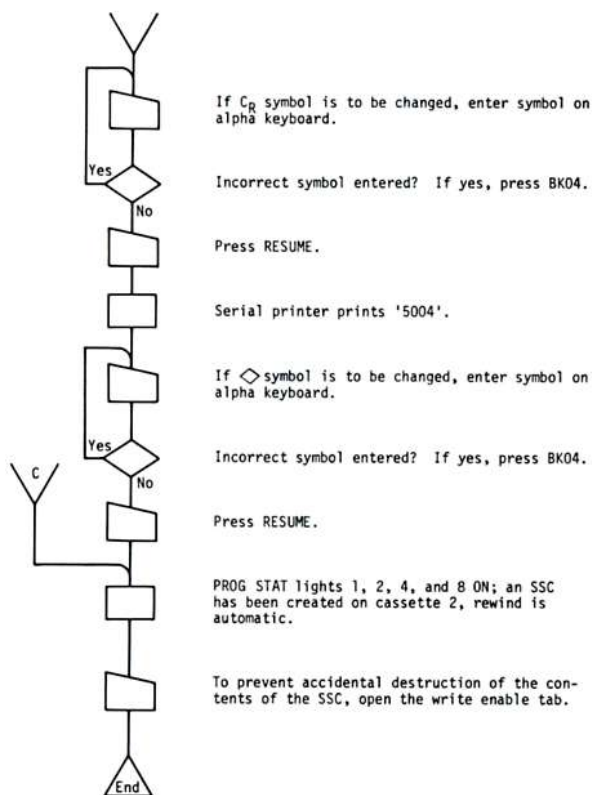 If CR symbol is to be changed, enter symbol on
alpha keyboard.
Yes
Incorrect symbol entered? If yes, press BK04.
No
Press RESUME.
Serial printer prints '5004'.
If ◇ symbol is to be changed, enter symbol on
alpha keyboard.
Yes
Incorrect symbol entered? If yes, press BK04.
C
No
Press RESUME.
PROG STAT lights 1, 2, 4, and 8 ON; an SSC
has been created on cassette 2, rewind is
automatic.
To prevent accidental destruction of the con-
tents of the SSC, open the write enable tab.
End